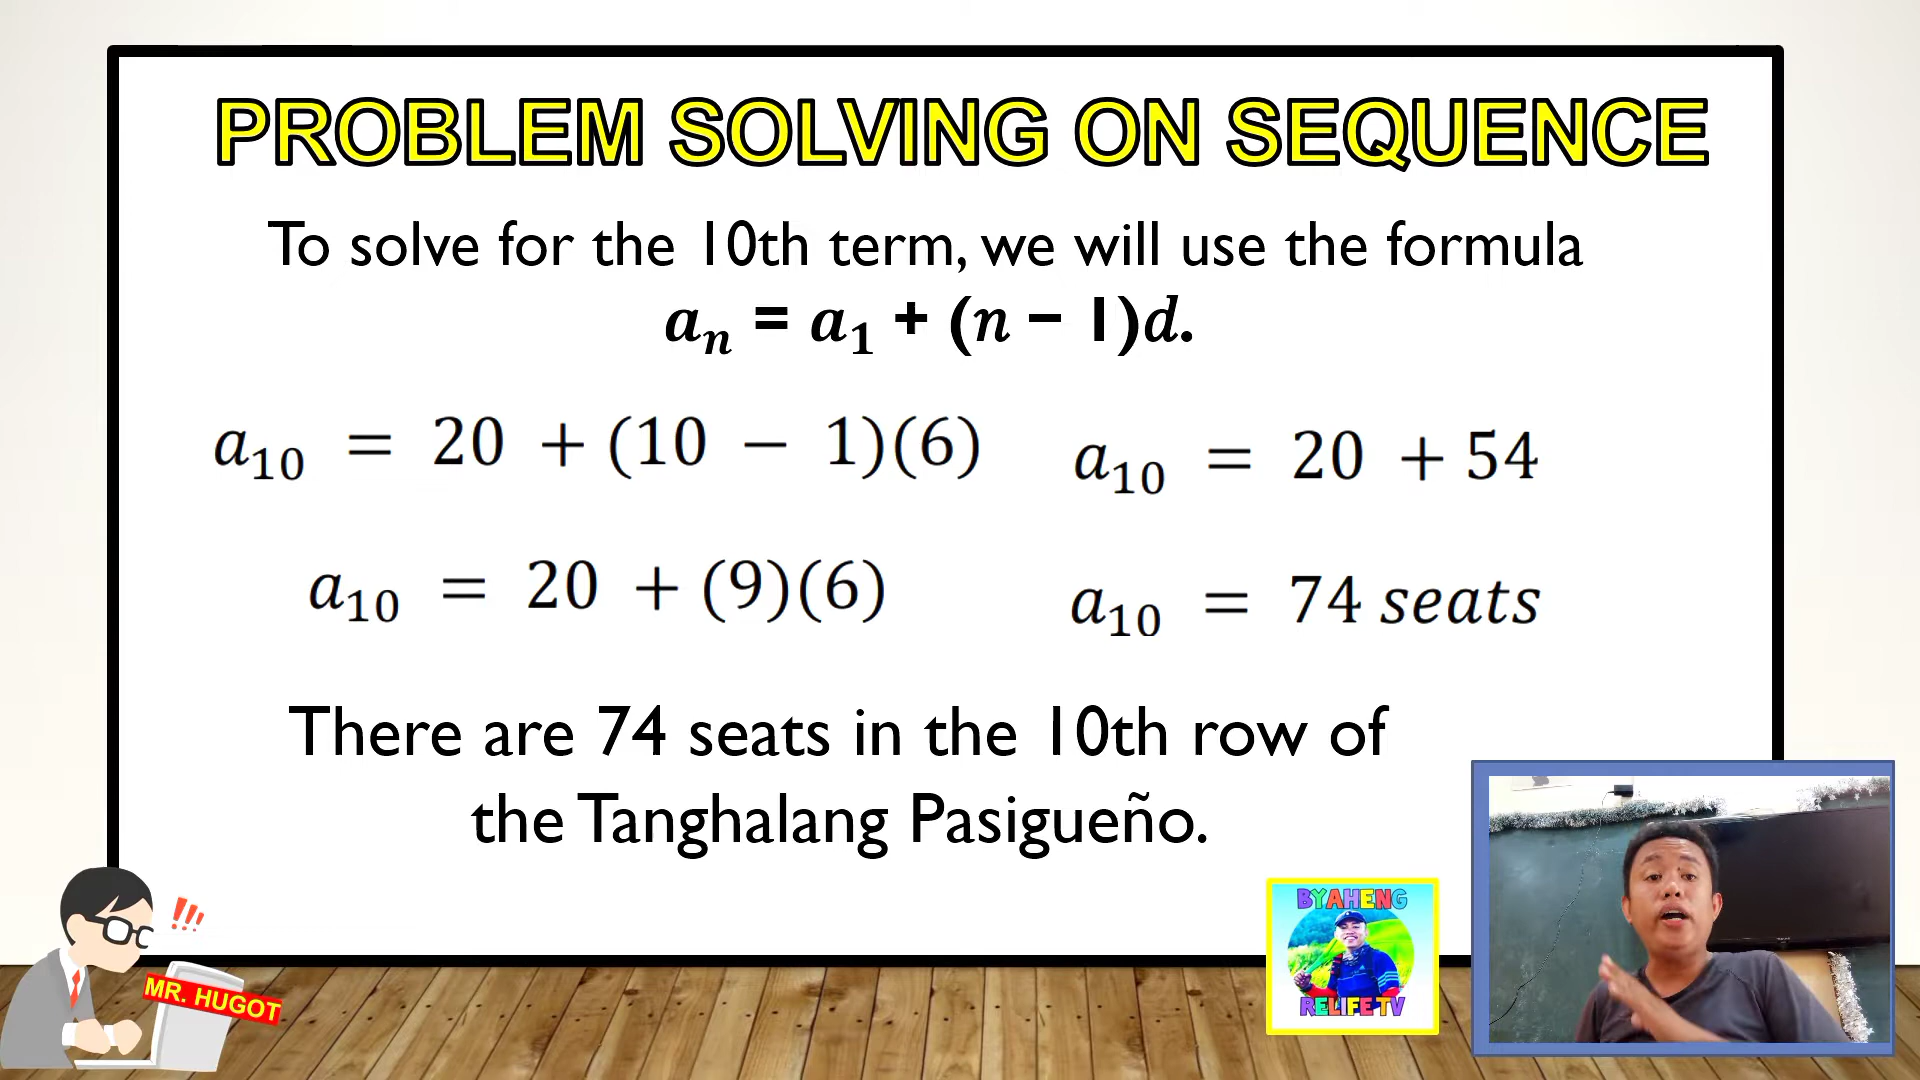 PROBLEM SOLVING ON SEQUENCE
To solve for the 10th term, we will use the formula
aₙ = a₁ + (n − 1)d.
a₁₀ = 20 + (10 − 1)(6)
a₁₀ = 20 + (9)(6)
a₁₀ = 20 + 54
a₁₀ = 74 seats
There are 74 seats in the 10th row of
the Tanghalang Pasigueño.
!!!
MR. HUGOT
BYAHENG
RELIFE TV